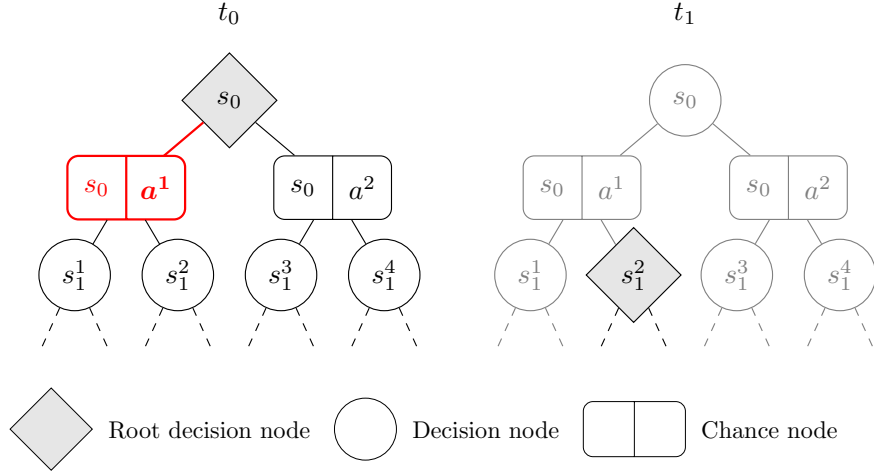 t₀ t₁
s₀ s₀
s₀ a¹ s₀ a² s₀ a¹ s₀ a²
s₁¹ s₁² s₁³ s₁⁴ s₁¹ s₁² s₁³ s₁⁴
Root decision node Decision node Chance node